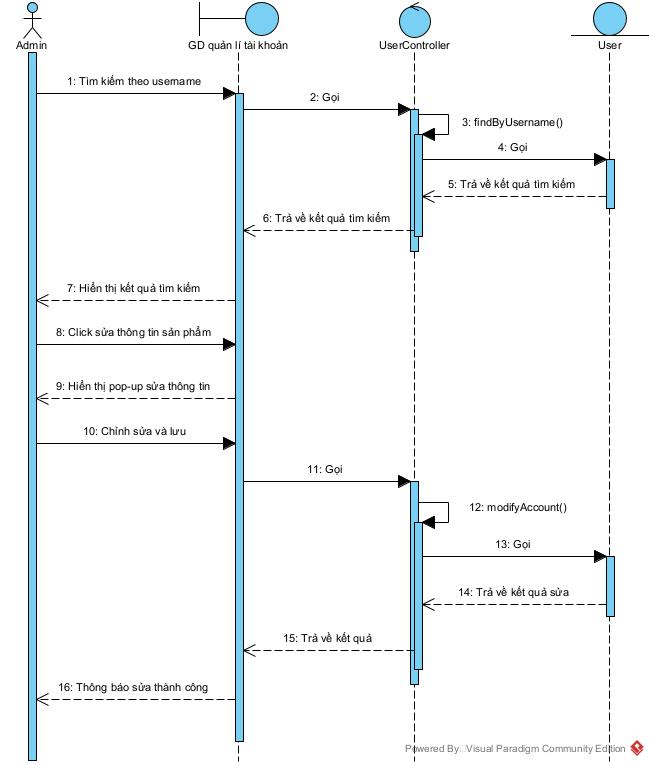 Admin
GD quản lí tài khoản
UserController
User
1: Tìm kiếm theo username
2: Gọi
3: findByUsername()
4: Gọi
5: Trả về kết quả tìm kiếm
6: Trả về kết quả tìm kiếm
7: Hiển thị kết quả tìm kiếm
8: Click sửa thông tin sản phẩm
9: Hiển thị pop-up sửa thông tin
10: Chỉnh sửa và lưu
11: Gọi
12: modifyAccount()
13: Gọi
14: Trả về kết quả sửa
15: Trả về kết quả
16: Thông báo sửa thành công
Powered By Visual Paradigm Community Edition